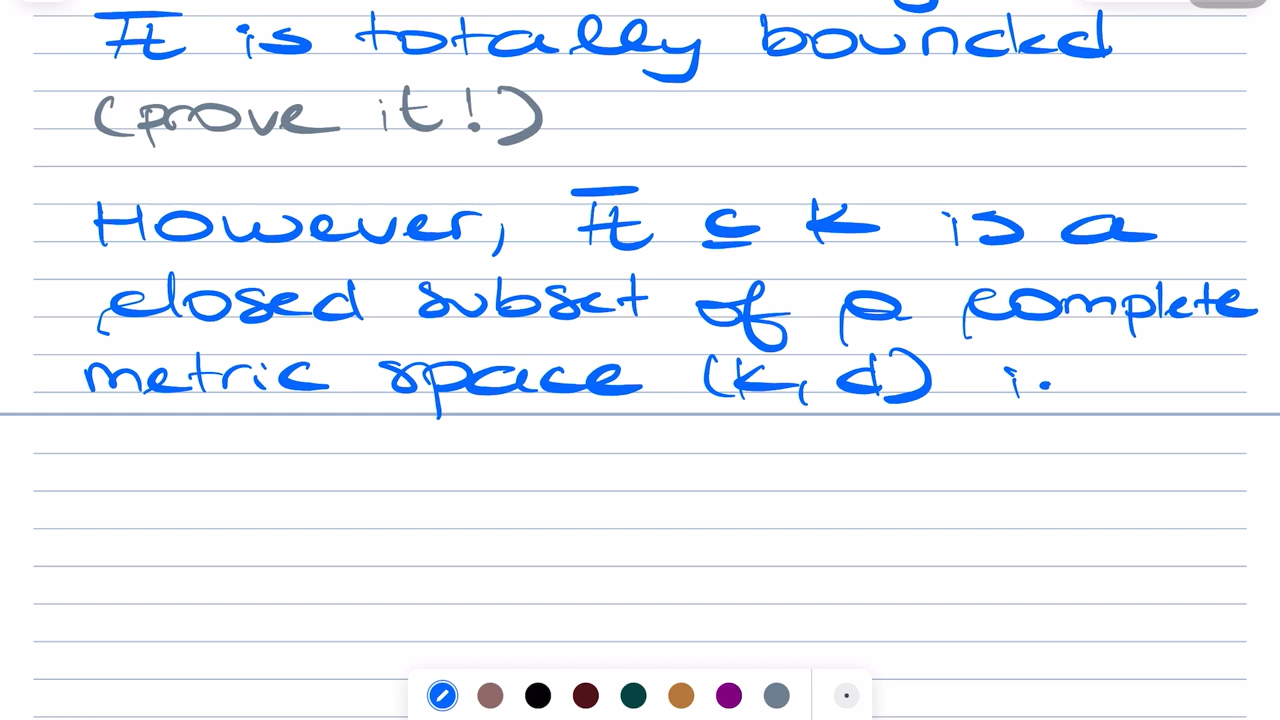 F̅ is totally bounded
(prove it!)
However, F̅ ⊆ K is a
closed subset of a complete
metric space (K, d) i.